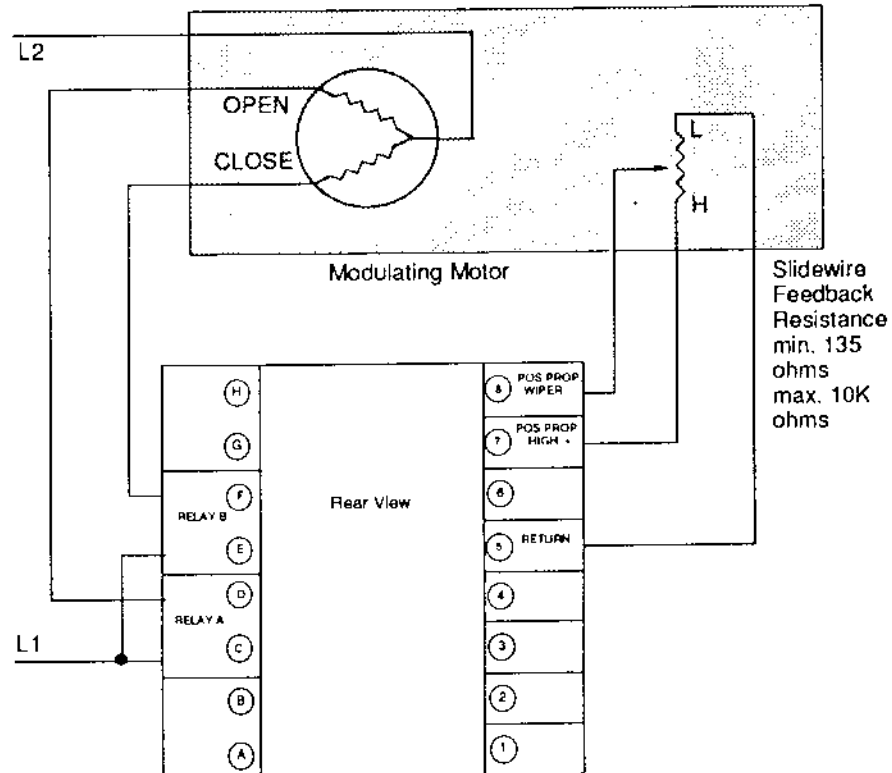 L2
OPEN
CLOSE
L
H
Modulating Motor
Slidewire
Feedback
Resistance
min. 135
ohms
max. 10K
ohms
H
G
F
RELAY B
E
D
RELAY A
C
B
A
L1
Rear View
8 POS PROP
WIPER
7 POS PROP
HIGH +
6
5 RETURN
4
3
2
1